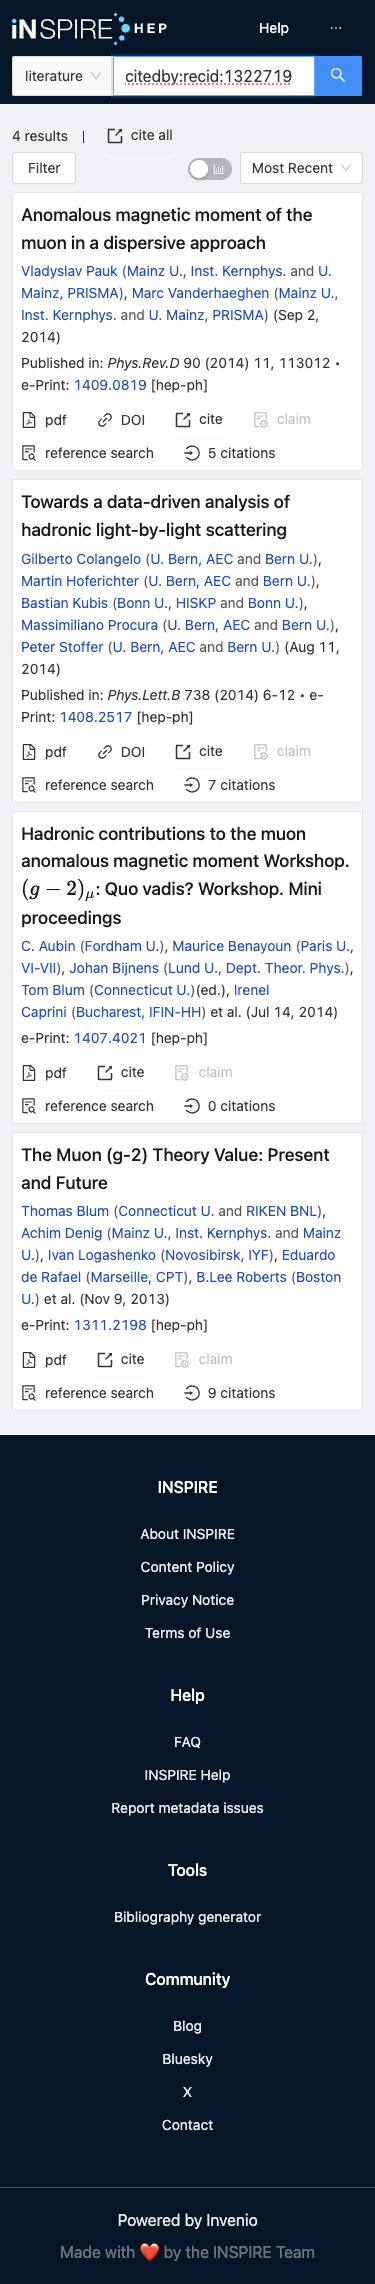 iNSPIRE HEP
Help
···
literature
citedby:recid:1322719
4 results | cite all
Filter
Most Recent
Anomalous magnetic moment of the
muon in a dispersive approach
Vladyslav Pauk (Mainz U., Inst. Kernphys. and U.
Mainz, PRISMA), Marc Vanderhaeghen (Mainz U.,
Inst. Kernphys. and U. Mainz, PRISMA) (Sep 2,
2014)
Published in: Phys.Rev.D 90 (2014) 11, 113012 •
e-Print: 1409.0819 [hep-ph]
pdf DOI cite claim
reference search 5 citations
Towards a data-driven analysis of
hadronic light-by-light scattering
Gilberto Colangelo (U. Bern, AEC and Bern U.),
Martin Hoferichter (U. Bern, AEC and Bern U.),
Bastian Kubis (Bonn U., HISKP and Bonn U.),
Massimiliano Procura (U. Bern, AEC and Bern U.),
Peter Stoffer (U. Bern, AEC and Bern U.) (Aug 11,
2014)
Published in: Phys.Lett.B 738 (2014) 6-12 • e-
Print: 1408.2517 [hep-ph]
pdf DOI cite claim
reference search 7 citations
Hadronic contributions to the muon
anomalous magnetic moment Workshop.
(g − 2)μ: Quo vadis? Workshop. Mini
proceedings
C. Aubin (Fordham U.), Maurice Benayoun (Paris U.,
VI-VII), Johan Bijnens (Lund U., Dept. Theor. Phys.),
Tom Blum (Connecticut U.)(ed.), Irenel
Caprini (Bucharest, IFIN-HH) et al. (Jul 14, 2014)
e-Print: 1407.4021 [hep-ph]
pdf cite claim
reference search 0 citations
The Muon (g-2) Theory Value: Present
and Future
Thomas Blum (Connecticut U. and RIKEN BNL),
Achim Denig (Mainz U., Inst. Kernphys. and Mainz
U.), Ivan Logashenko (Novosibirsk, IYF), Eduardo
de Rafael (Marseille, CPT), B.Lee Roberts (Boston
U.) et al. (Nov 9, 2013)
e-Print: 1311.2198 [hep-ph]
pdf cite claim
reference search 9 citations
INSPIRE
About INSPIRE
Content Policy
Privacy Notice
Terms of Use
Help
FAQ
INSPIRE Help
Report metadata issues
Tools
Bibliography generator
Community
Blog
Bluesky
X
Contact
Powered by Invenio
Made with ❤️ by the INSPIRE Team